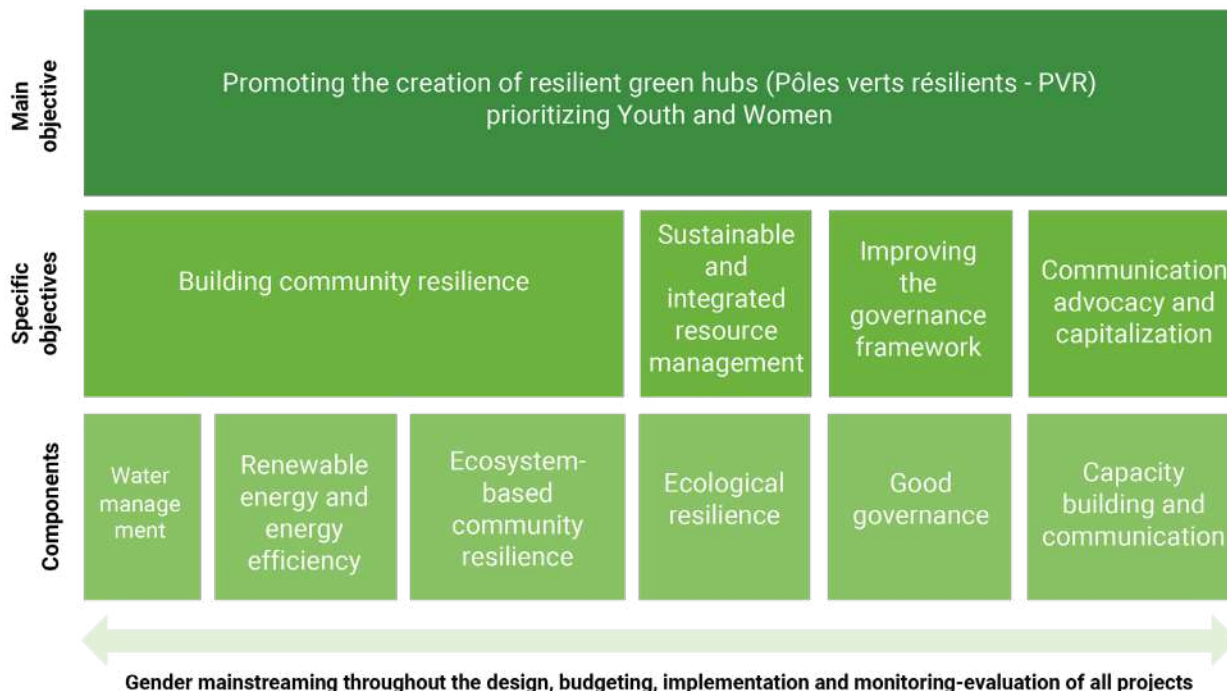 Main
objective
Promoting the creation of resilient green hubs (Pôles verts résilients - PVR)
prioritizing Youth and Women
Specific
objectives
Building community resilience
Sustainable
and
integrated
resource
management
Improving
the
governance
framework
Communication
advocacy and
capitalization
Components
Water
manage
ment
Renewable
energy and
energy
efficiency
Ecosystem-
based
community
resilience
Ecological
resilience
Good
governance
Capacity
building and
communication
Gender mainstreaming throughout the design, budgeting, implementation and monitoring-evaluation of all projects